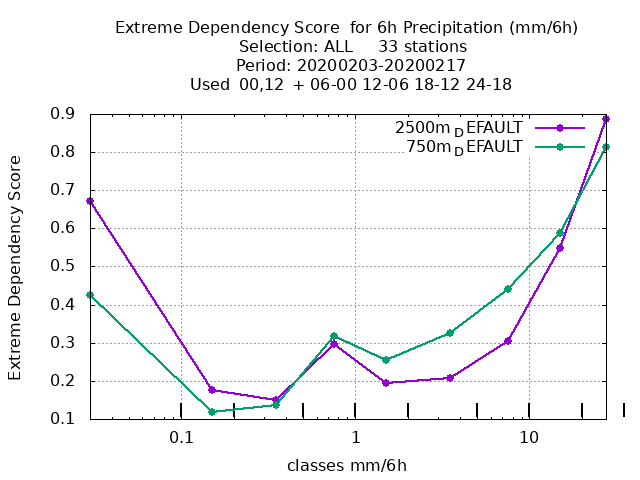 Extreme Dependency Score  for 6h Precipitation (mm/6h)
Selection: ALL     33 stations
Period: 20200203-20200217
Used  00,12  + 06-00 12-06 18-12 24-18
2500m_DEFAULT
750m_DEFAULT
Extreme Dependency Score
0.9
0.8
0.7
0.6
0.5
0.4
0.3
0.2
0.1
0.1 1 10
classes mm/6h